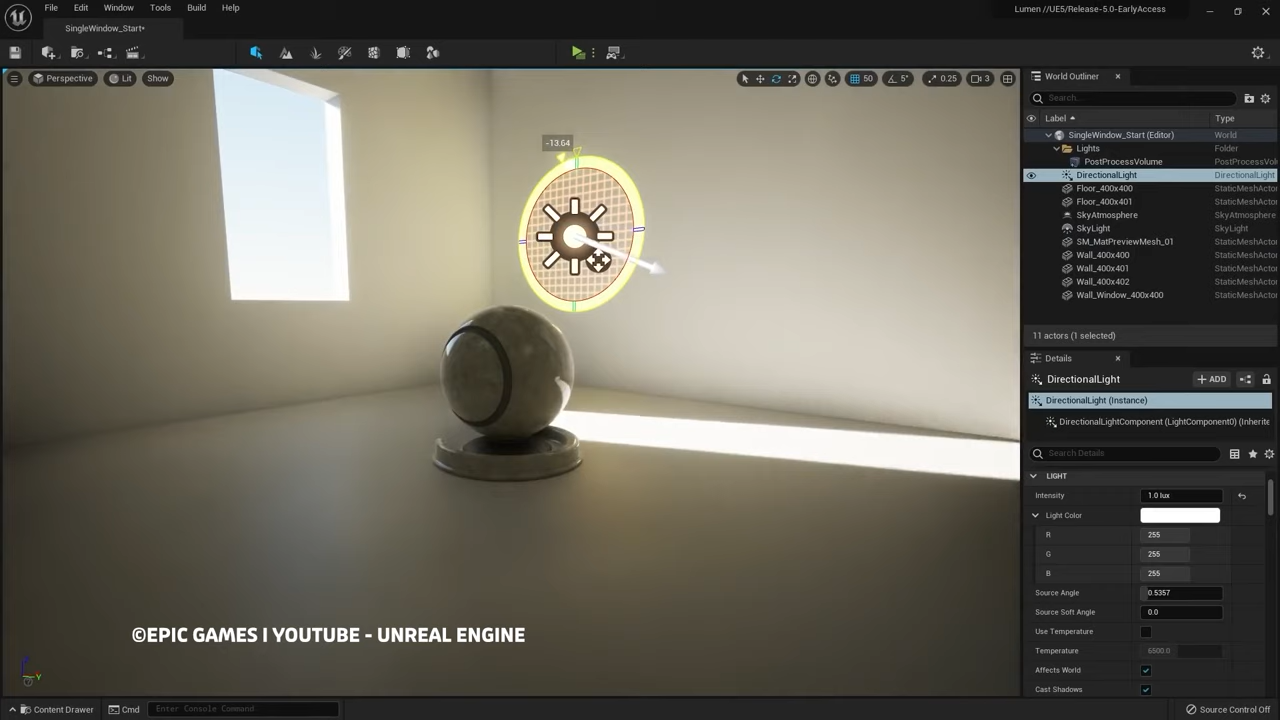 File Edit Window Tools Build Help
Lumen //UE5/Release-5.0-EarlyAccess
SingleWindow_Start*
Perspective Lit Show
50 5° 0.25 3
-13.64
World Outliner
Search...
Label Type
SingleWindow_Start (Editor) World
Lights Folder
PostProcessVolume PostProcessVol
DirectionalLight DirectionalLight
Floor_400x400 StaticMeshActor
Floor_400x401 StaticMeshActor
SkyAtmosphere SkyAtmosphere
SkyLight SkyLight
SM_MatPreviewMesh_01 StaticMeshActor
Wall_400x400 StaticMeshActor
Wall_400x401 StaticMeshActor
Wall_400x402 StaticMeshActor
Wall_Window_400x400 StaticMeshActor
11 actors (1 selected)
Details
DirectionalLight
ADD
DirectionalLight (Instance)
DirectionalLightComponent (LightComponent0) (Inherite
Search Details
LIGHT
Intensity 1.0 lux
Light Color
R 255
G 255
B 255
Source Angle 0.5357
Source Soft Angle 0.0
Use Temperature
Temperature 6500.0
Affects World
Cast Shadows
©EPIC GAMES I YOUTUBE - UNREAL ENGINE
Content Drawer Cmd Enter Console Command
Source Control Off